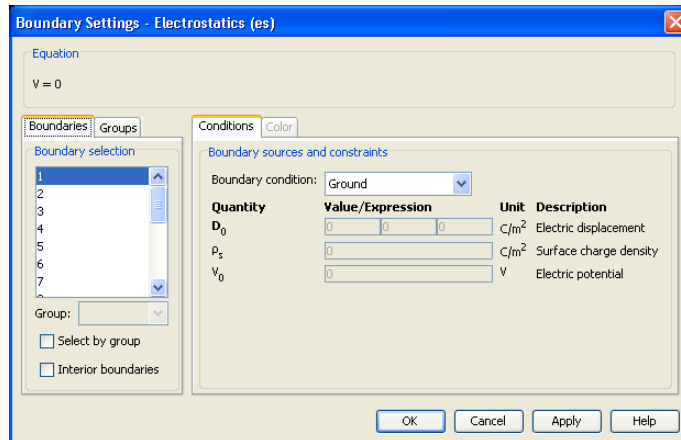 Boundary Settings - Electrostatics (es)
Equation
V = 0
Boundaries Groups
Conditions Color
Boundary selection
1
2
3
4
5
6
7
Group:
Select by group
Interior boundaries
Boundary sources and constraints
Boundary condition: Ground
Quantity Value/Expression Unit Description
D₀ 0 0 0 C/m² Electric displacement
ρₛ 0 C/m² Surface charge density
V₀ 0 V Electric potential
OK Cancel Apply Help